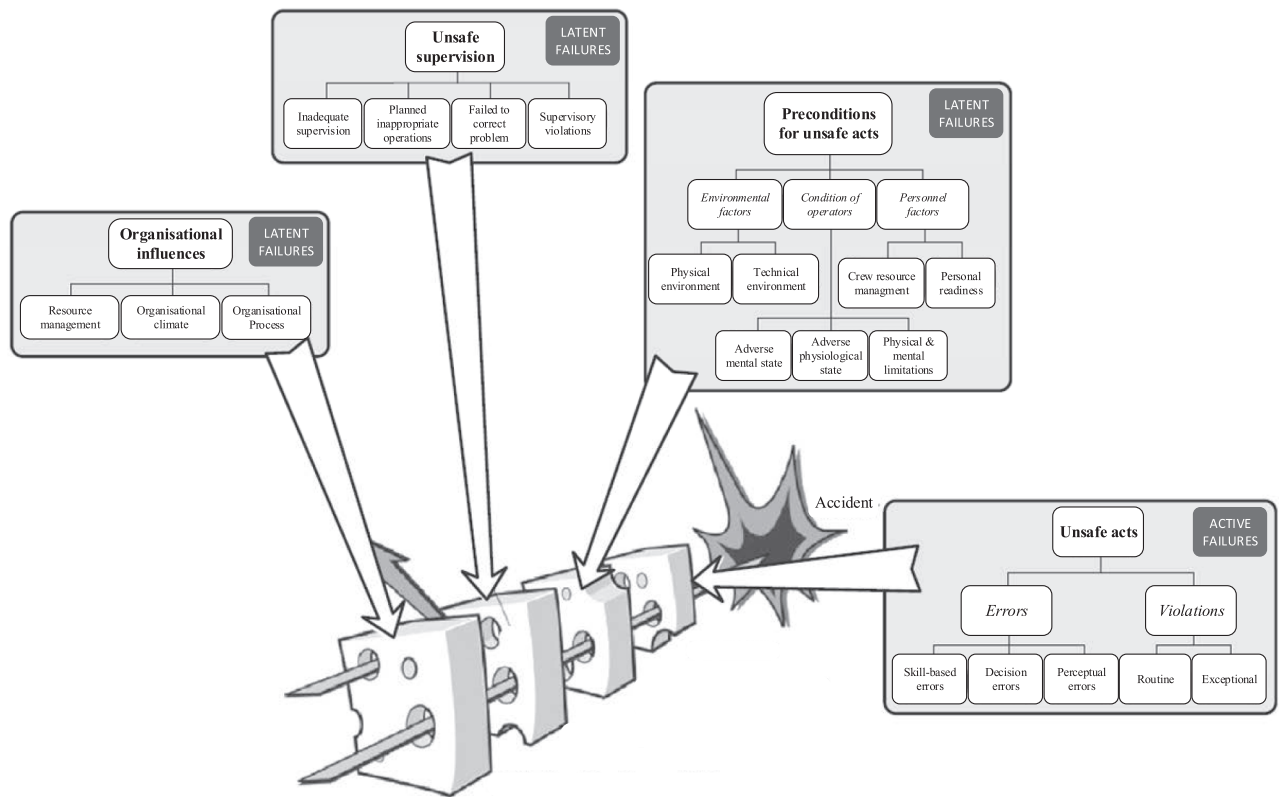 Unsafe
supervision
LATENT
FAILURES
Inadequate
supervision
Planned
inappropriate
operations
Failed to
correct
problem
Supervisory
violations
Preconditions
for unsafe acts
LATENT
FAILURES
Environmental
factors
Condition of
operators
Personnel
factors
Physical
environment
Technical
environment
Crew resource
managment
Personal
readiness
Adverse
mental state
Adverse
physiological
state
Physical &
mental
limitations
Organisational
influences
LATENT
FAILURES
Resource
management
Organisational
climate
Organisational
Process
Accident
Unsafe acts
ACTIVE
FAILURES
Errors
Violations
Skill-based
errors
Decision
errors
Perceptual
errors
Routine
Exceptional